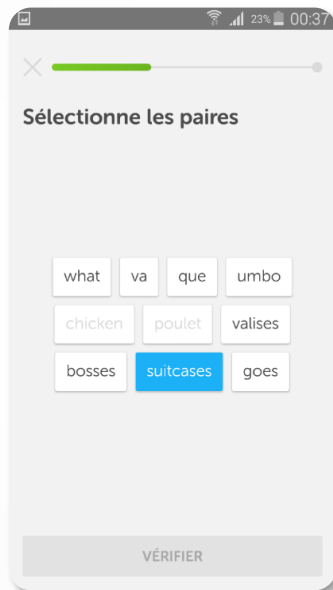 23% 00:37
Sélectionne les paires
what va que umbo
chicken poulet valises
bosses suitcases goes
VÉRIFIER